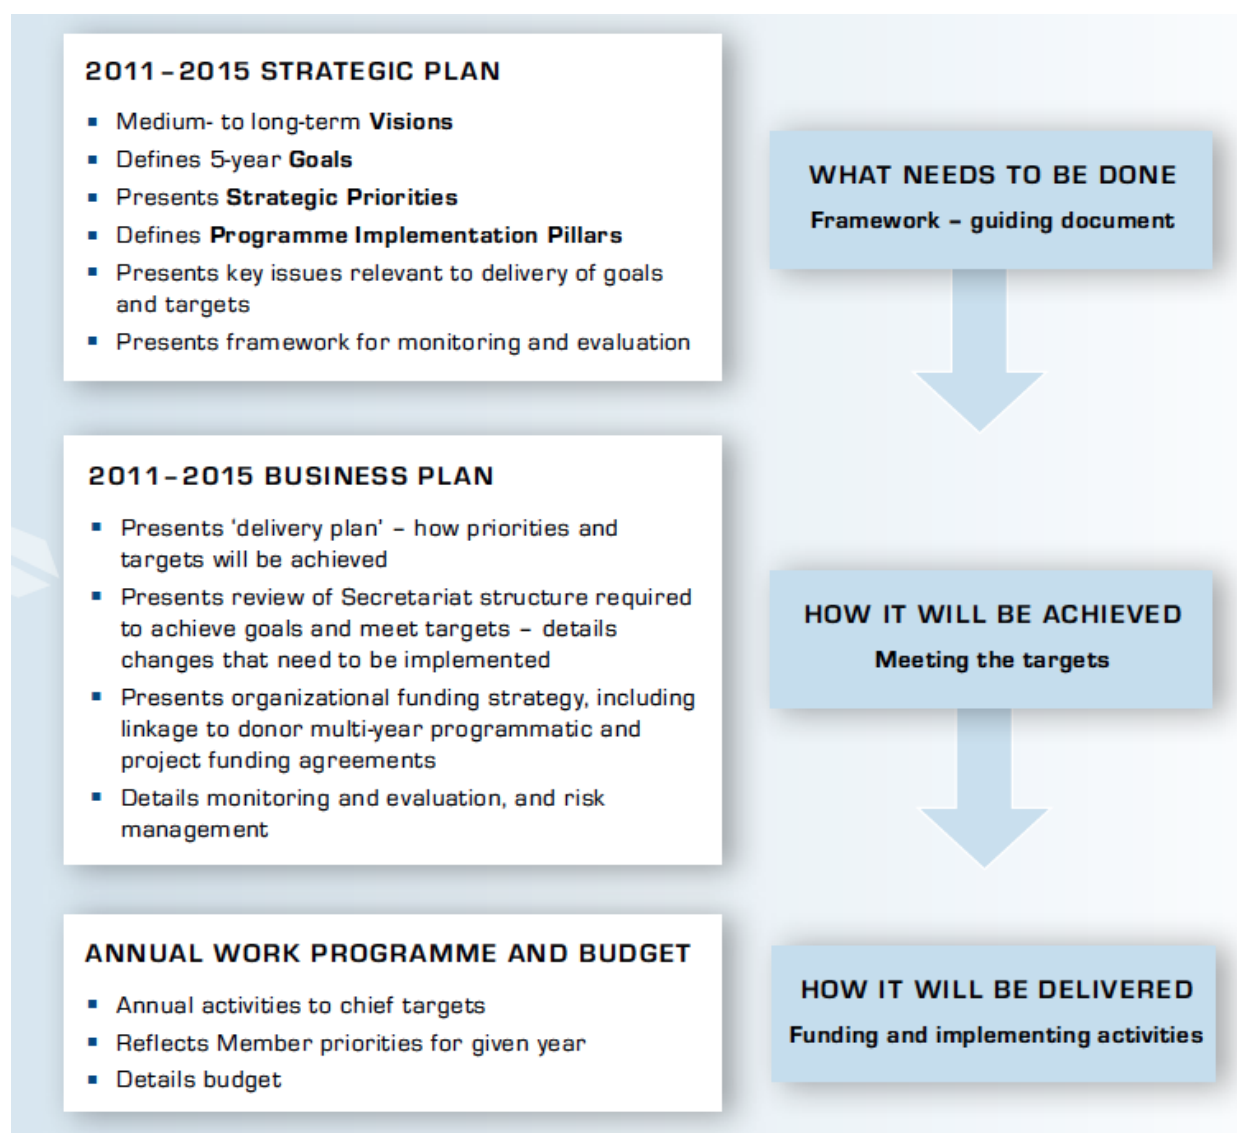 2011–2015 STRATEGIC PLAN
▪ Medium- to long-term Visions
▪ Defines 5-year Goals
▪ Presents Strategic Priorities
▪ Defines Programme Implementation Pillars
▪ Presents key issues relevant to delivery of goals
and targets
▪ Presents framework for monitoring and evaluation
WHAT NEEDS TO BE DONE
Framework – guiding document
2011–2015 BUSINESS PLAN
▪ Presents ‘delivery plan’ – how priorities and
targets will be achieved
▪ Presents review of Secretariat structure required
to achieve goals and meet targets – details
changes that need to be implemented
▪ Presents organizational funding strategy, including
linkage to donor multi-year programmatic and
project funding agreements
▪ Details monitoring and evaluation, and risk
management
HOW IT WILL BE ACHIEVED
Meeting the targets
ANNUAL WORK PROGRAMME AND BUDGET
▪ Annual activities to chief targets
▪ Reflects Member priorities for given year
▪ Details budget
HOW IT WILL BE DELIVERED
Funding and implementing activities